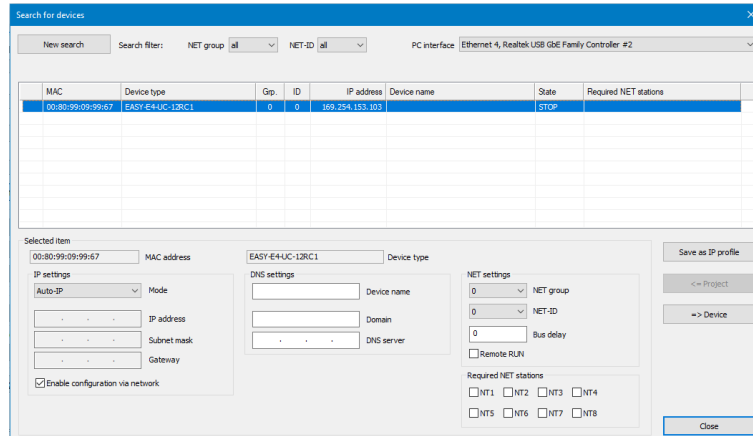 Search for devices
New search Search filter: NET group all NET-ID all PC interface Ethernet 4, Realtek USB GbE Family Controller #2
MAC Device type Grp. ID IP address Device name State Required NET stations
00:80:99:09:99:67 EASY-E4-UC-12RC1 0 0 169.254.153.103 STOP
Selected item
00:80:99:09:99:67 MAC address EASY-E4-UC-12RC1 Device type Save as IP profile
IP settings DNS settings NET settings
Auto-IP Mode Device name 0 NET group <= Project
IP address Domain 0 NET-ID => Device
Subnet mask DNS server 0 Bus delay
Gateway Remote RUN
Enable configuration via network Required NET stations
NT1 NT2 NT3 NT4
NT5 NT6 NT7 NT8
Close